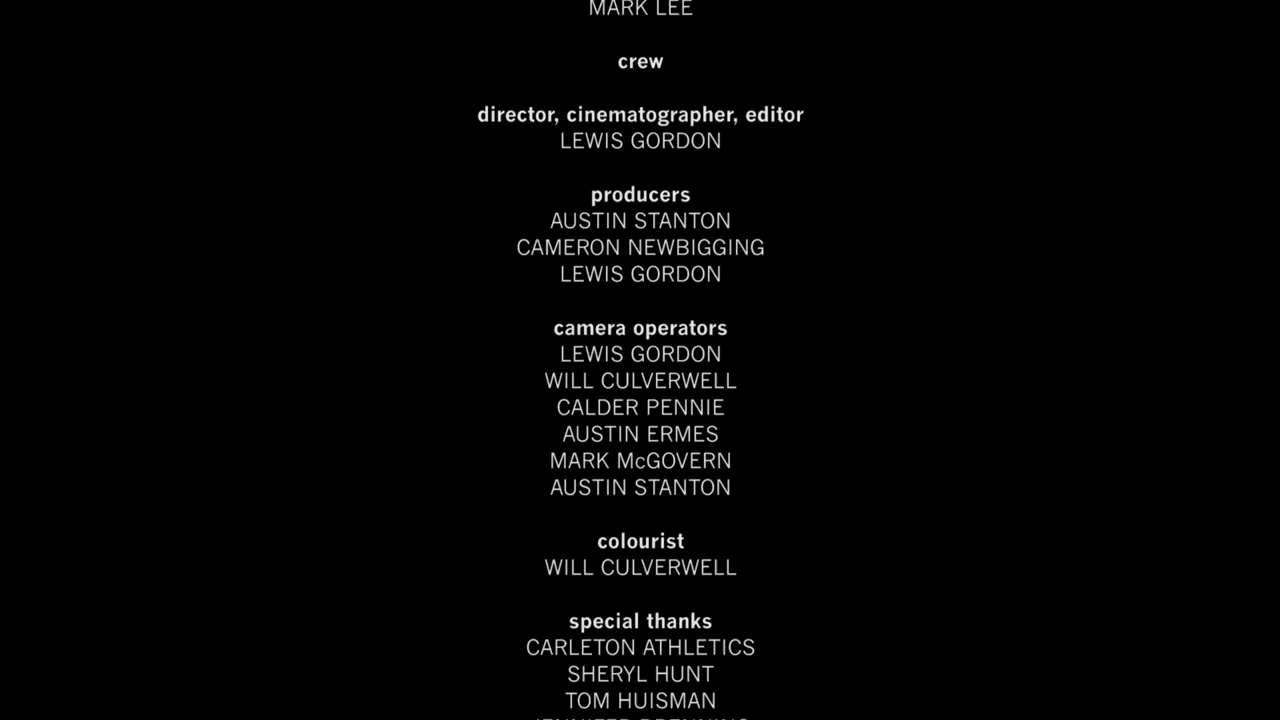 MARK LEE
crew
director, cinematographer, editor
LEWIS GORDON
producers
AUSTIN STANTON
CAMERON NEWBIGGING
LEWIS GORDON
camera operators
LEWIS GORDON
WILL CULVERWELL
CALDER PENNIE
AUSTIN ERMES
MARK McGOVERN
AUSTIN STANTON
colourist
WILL CULVERWELL
special thanks
CARLETON ATHLETICS
SHERYL HUNT
TOM HUISMAN